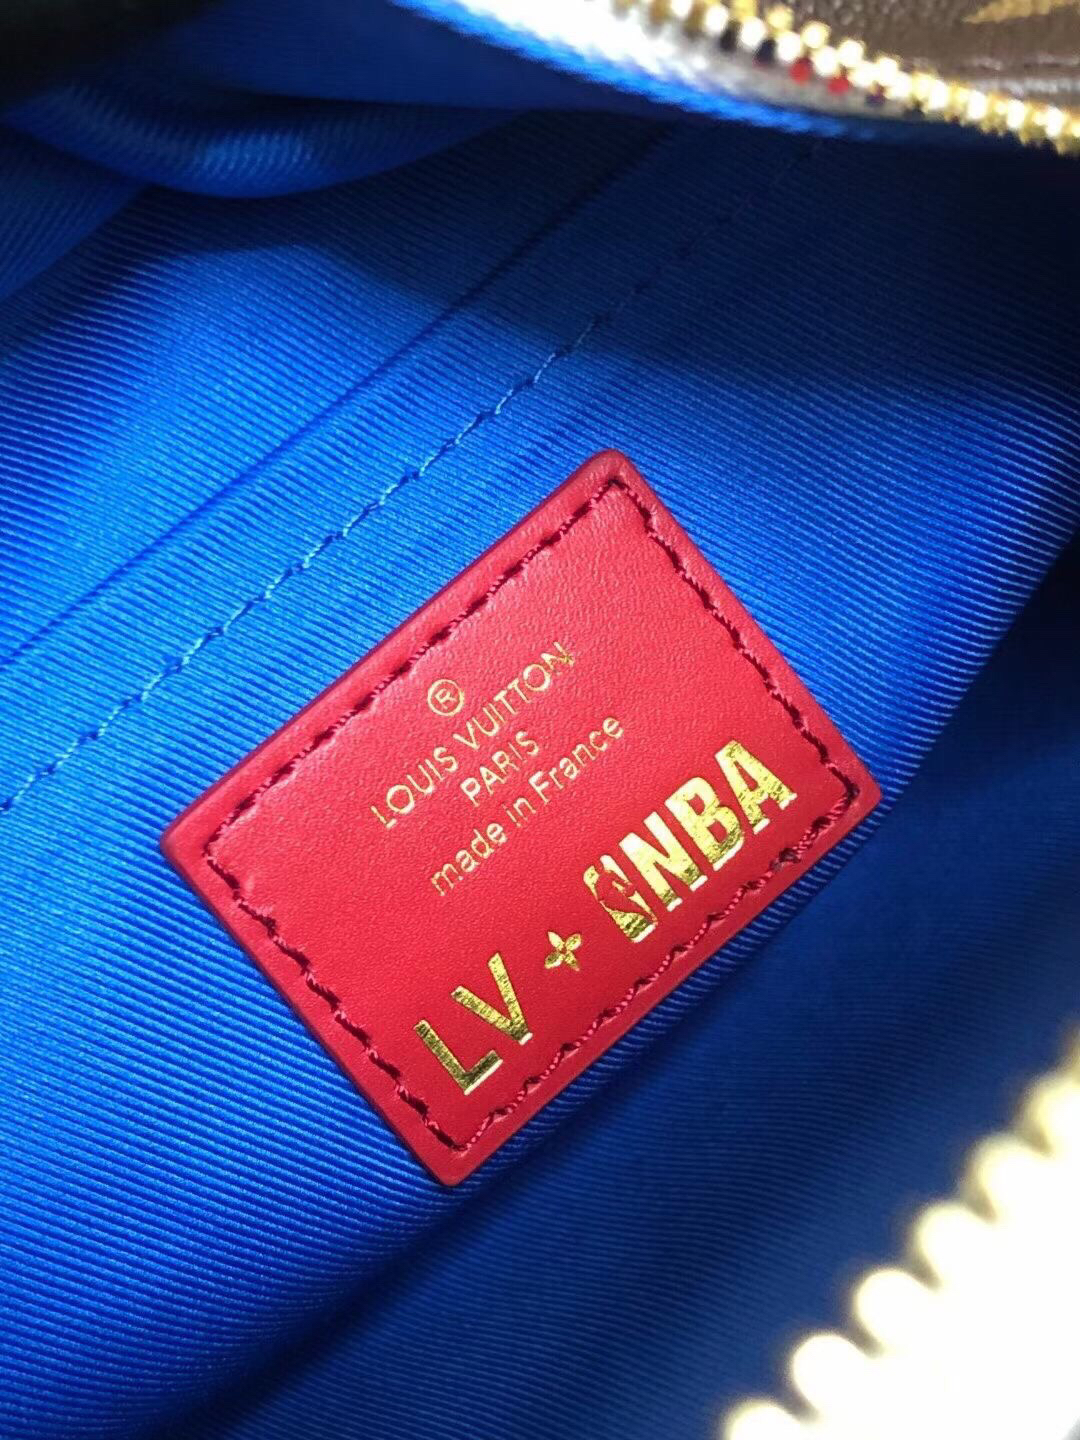 ®
LOUIS VUITTON
PARIS
made in France
LV + NBA